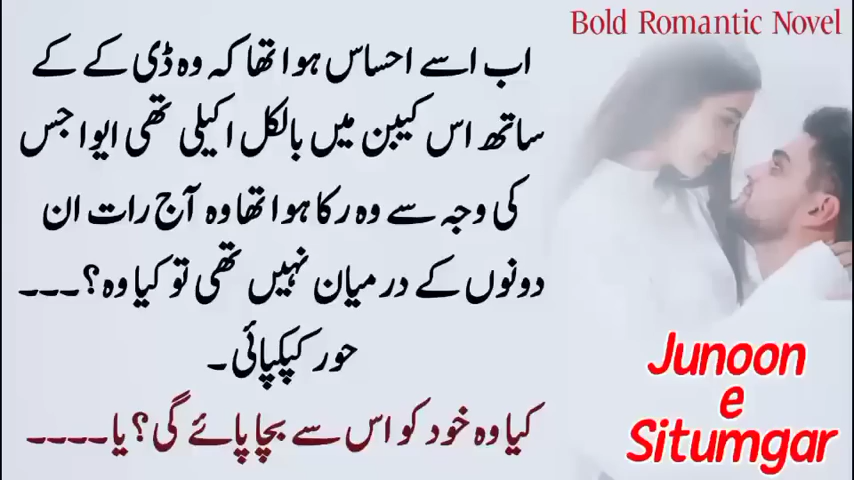 Bold Romantic Novel
اب اسے احساس ہوا تھا کہ وہ ڈی کے کے
ساتھ اس کیبن میں بالکل اکیلی تھی ایوا جس
کی وجہ سے وہ رکا ہوا تھا وہ آج رات ان
دونوں کے درمیان نہیں تھی تو کیا وہ؟۔۔۔
حور کپکپائی۔
کیا وہ خود کو اس سے بچا پائے گی؟ یا۔۔۔۔
Junoon
e
Situmgar